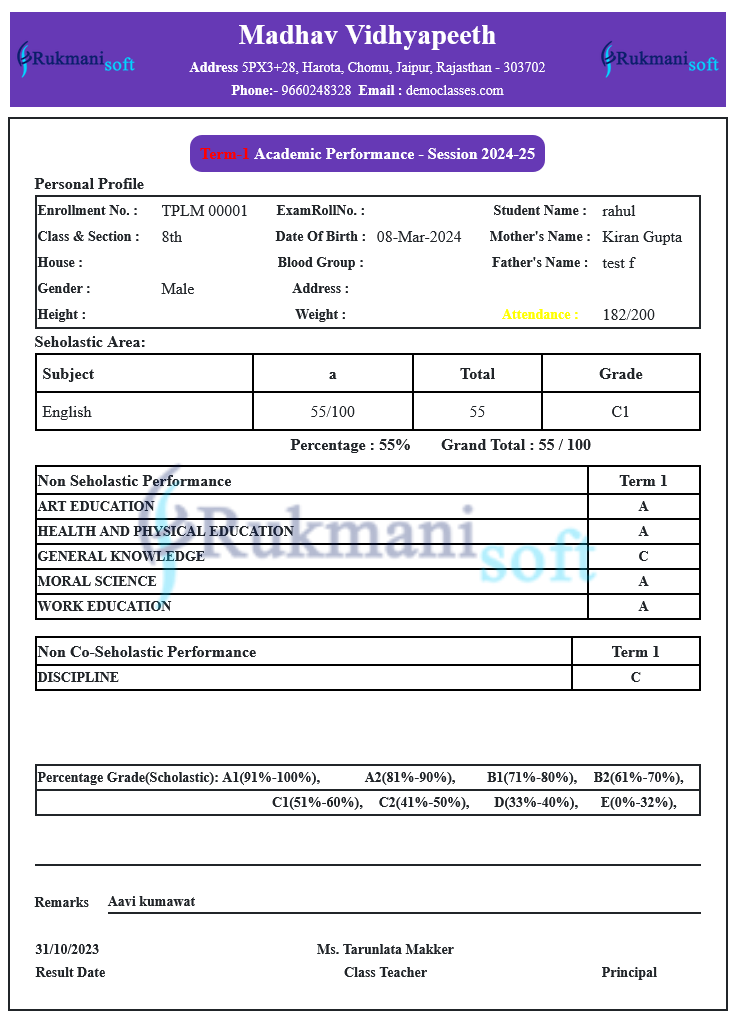 Madhav Vidhyapeeth
Rukmani soft
Rukmani soft
Address 5PX3+28, Harota, Chomu, Jaipur, Rajasthan - 303702
Phone:- 9660248328 Email : democlasses.com
Term-1 Academic Performance - Session 2024-25
Personal Profile
Enrollment No. : TPLM 00001 ExamRollNo. : Student Name : rahul
Class & Section : 8th Date Of Birth : 08-Mar-2024 Mother's Name : Kiran Gupta
House : Blood Group : Father's Name : test f
Gender : Male Address :
Height : Weight : Attendance : 182/200
Seholastic Area:
Subject a Total Grade
English 55/100 55 C1
Percentage : 55% Grand Total : 55 / 100
Non Seholastic Performance Term 1
ART EDUCATION A
HEALTH AND PHYSICAL EDUCATION A
GENERAL KNOWLEDGE C
MORAL SCIENCE A
WORK EDUCATION A
Rukmani soft
Non Co-Seholastic Performance Term 1
DISCIPLINE C
Percentage Grade(Scholastic): A1(91%-100%), A2(81%-90%), B1(71%-80%), B2(61%-70%),
C1(51%-60%), C2(41%-50%), D(33%-40%), E(0%-32%),
Remarks Aavi kumawat
31/10/2023 Ms. Tarunlata Makker
Result Date Class Teacher Principal